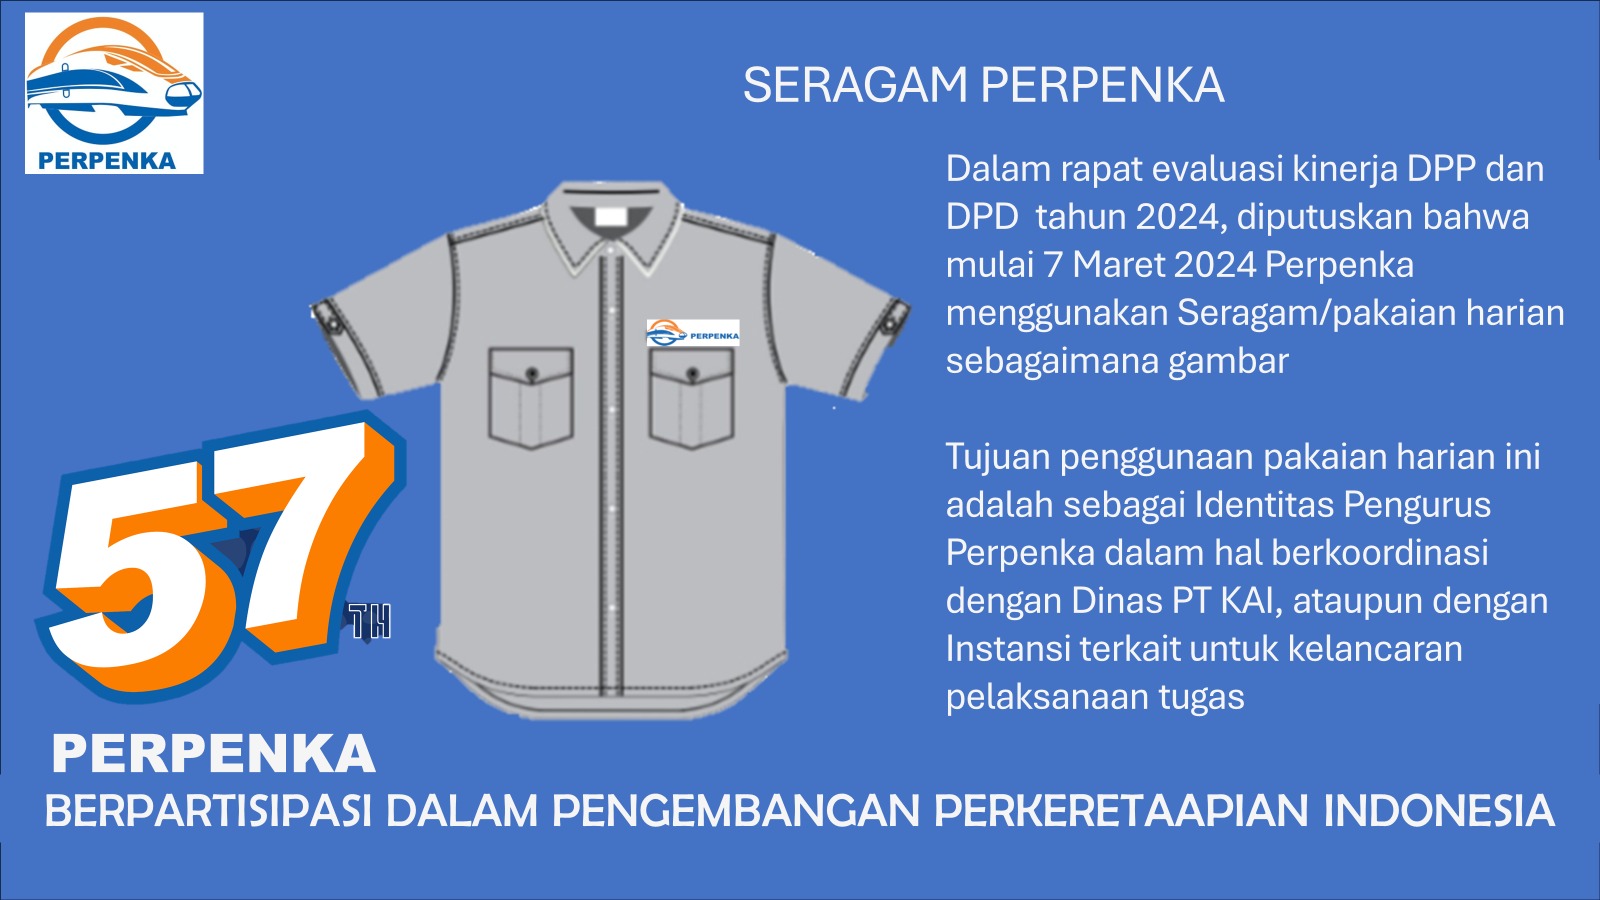 PERPENKA
SERAGAM PERPENKA
Dalam rapat evaluasi kinerja DPP dan
DPD tahun 2024, diputuskan bahwa
mulai 7 Maret 2024 Perpenka
menggunakan Seragam/pakaian harian
sebagaimana gambar
Tujuan penggunaan pakaian harian ini
adalah sebagai Identitas Pengurus
Perpenka dalam hal berkoordinasi
dengan Dinas PT KAI, ataupun dengan
Instansi terkait untuk kelancaran
pelaksanaan tugas
PERPENKA
57
TH
PERPENKA
BERPARTISIPASI DALAM PENGEMBANGAN PERKERETAAPIAN INDONESIA